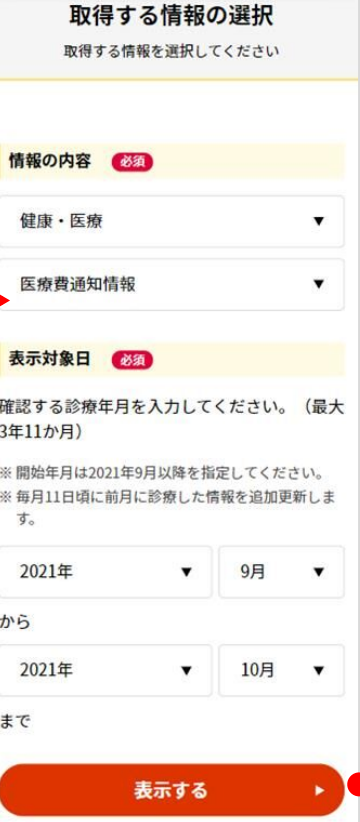 取得する情報の選択
取得する情報を選択してください
情報の内容 必須
健康・医療 ▼
医療費通知情報 ▼
表示対象日 必須
確認する診療年月を入力してください。（最大
3年11か月）
※ 開始年月は2021年9月以降を指定してください。
※ 毎月11日頃に前月に診療した情報を追加更新しま
す。
2021年 ▼ 9月 ▼
から
2021年 ▼ 10月 ▼
まで
表示する